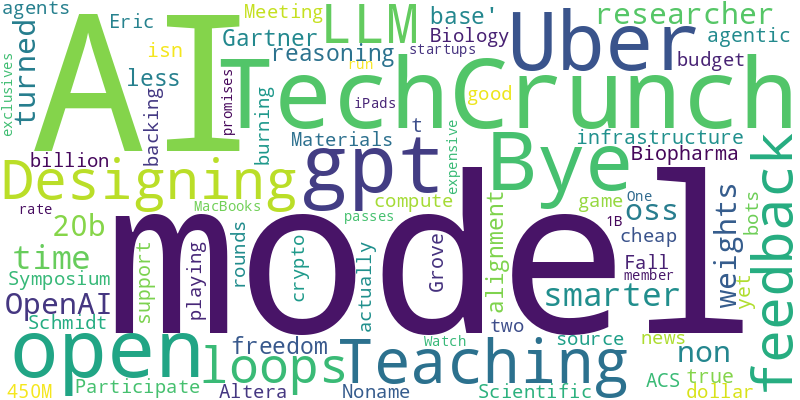 agents
Eric
Meeting
LLM
base'
researcher
AI
turned
isn
Gartner
reasoning
Biology
startups
Uber
agentic
budget
exclusives
less
backing
promises
burning
TechCrunch
fun
iPads
good
billion
Materials
t
expensive
infrastructure
Biopharma
Designing
gpt
Bye
feedback
rate
MacBooks
passes
compute
game
One
1B
oss
weights
bots
20b
time
model
cheap
Fall
member
yet
Symposium
support
playing
rounds
crypto
actually
Grove
alignment
smarter
OpenAI
Schmidt
open
loops
freedom
Teaching
Watch
two
source
news
non
450M
Participate
Altera
Noname
Scientific
ACS
true
dollar